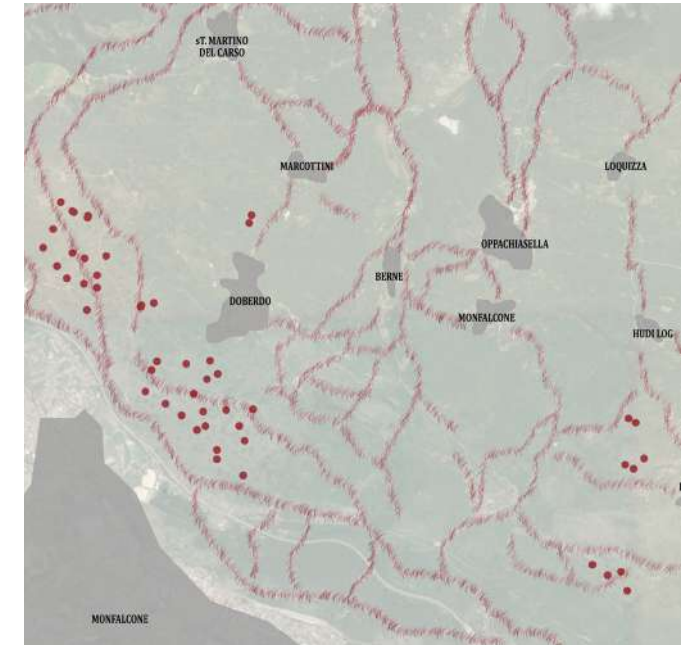 sT. MARTINO
DEL CARSO
MARCOTTINI
LOQUIZZA
OPPACHIASELLA
BERNE
DOBERDO
MONFALCONE
HUDI LOG
MONFALCONE